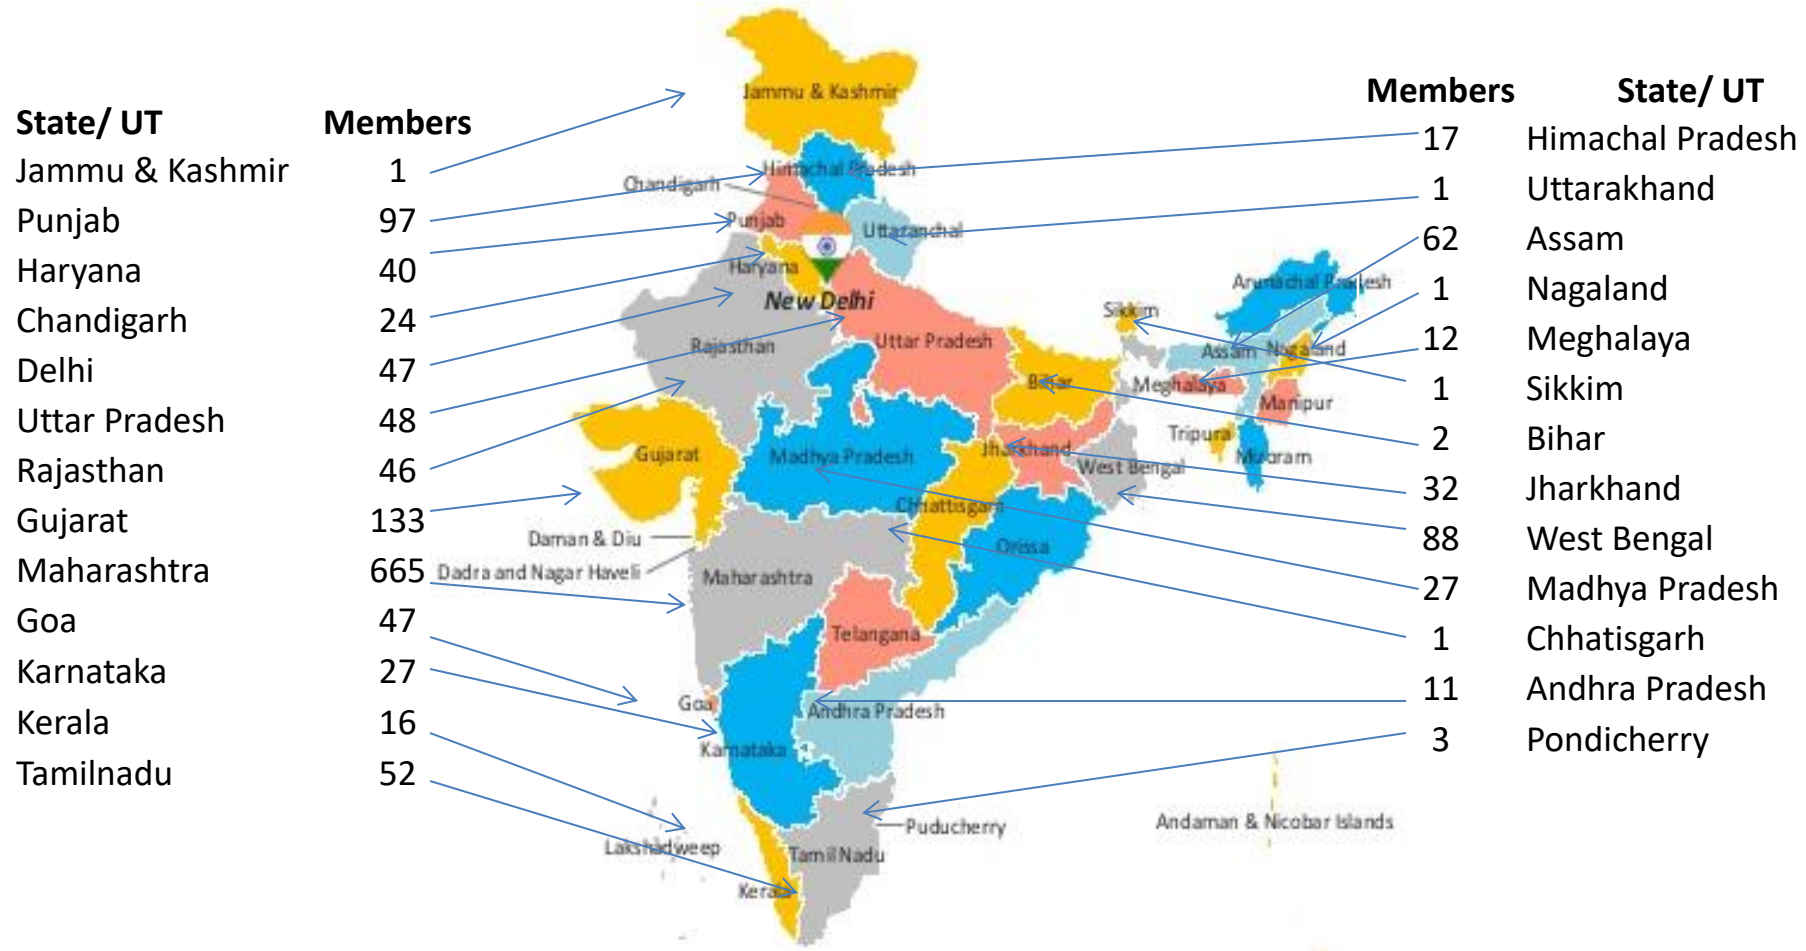 State/ UT Members
Jammu & Kashmir 1
Punjab 97
Haryana 40
Chandigarh 24
Delhi 47
Uttar Pradesh 48
Rajasthan 46
Gujarat 133
Maharashtra 665
Goa 47
Karnataka 27
Kerala 16
Tamilnadu 52
Jammu & Kashmir
Himachal Pradesh
Chandigarh
Punjab
Uttaranchal
Haryana
New Delhi
Rajasthan
Uttar Pradesh
Sikkim
Arunachal Pradesh
Assam
Nagaland
Bihar
Meghalaya
Manipur
Tripura
Mizoram
Gujarat
Madhya Pradesh
Jharkhand
West Bengal
Chhattisgarh
Daman & Diu
Orissa
Dadra and Nagar Haveli
Maharashtra
Telangana
Goa
Andhra Pradesh
Karnataka
Lakshadweep
Puducherry
Tamil Nadu
Kerala
Andaman & Nicobar Islands
Members State/ UT
17 Himachal Pradesh
1 Uttarakhand
62 Assam
1 Nagaland
12 Meghalaya
1 Sikkim
2 Bihar
32 Jharkhand
88 West Bengal
27 Madhya Pradesh
1 Chhatisgarh
11 Andhra Pradesh
3 Pondicherry